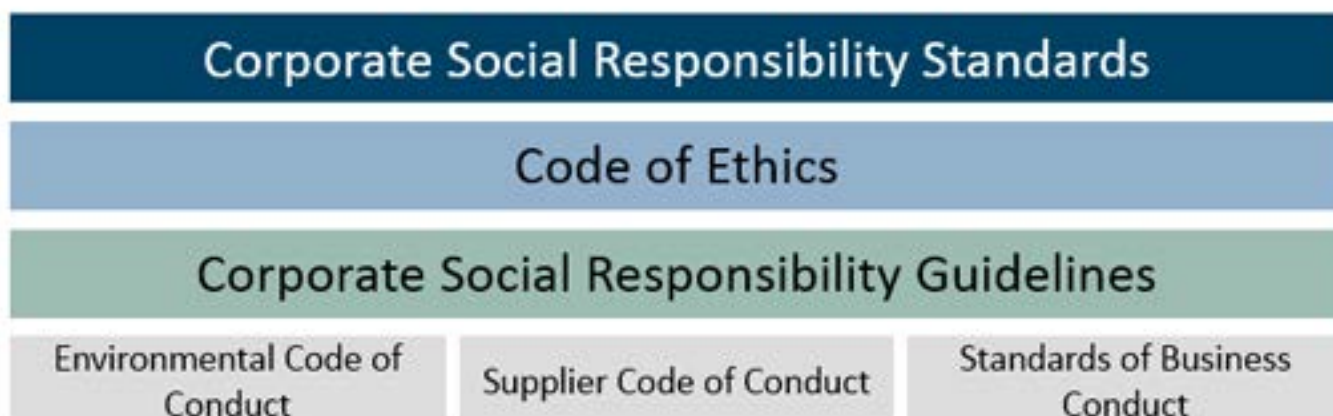 Corporate Social Responsibility Standards
Code of Ethics
Corporate Social Responsibility Guidelines
Environmental Code of
Conduct
Supplier Code of Conduct
Standards of Business
Conduct